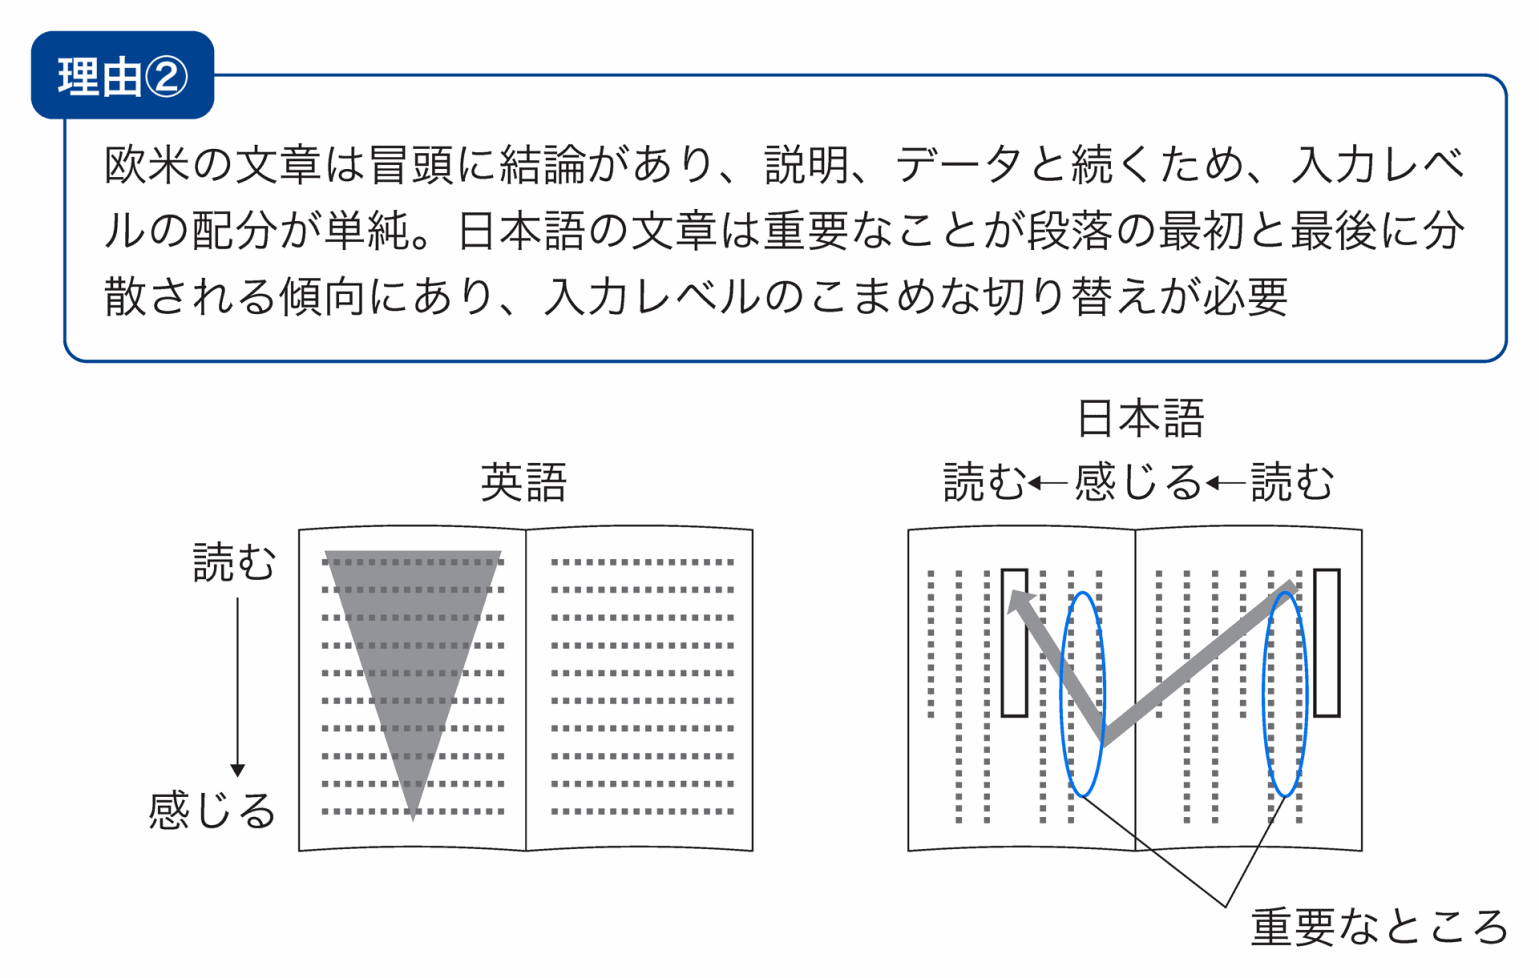 理由②
欧米の文章は冒頭に結論があり、説明、データと続くため、入力レベ
ルの配分が単純。日本語の文章は重要なことが段落の最初と最後に分
散される傾向にあり、入力レベルのこまめな切り替えが必要
英語
読む
感じる
日本語
読む←感じる←読む
重要なところ